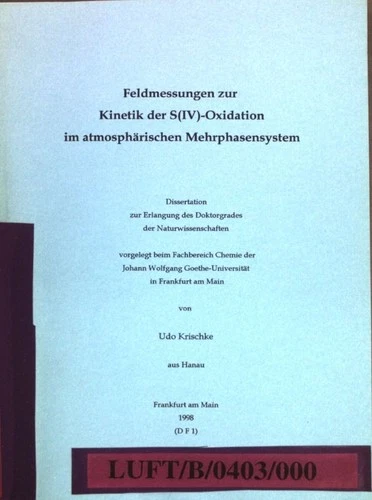 Feldmessungen zur
Kinetik der S(IV)-Oxidation
im atmosphärischen Mehrphasensystem
Dissertation
zur Erlangung des Doktorgrades
der Naturwissenschaften
vorgelegt beim Fachbereich Chemie der
Johann Wolfgang Goethe-Universität
in Frankfurt am Main
von
Udo Krischke
aus Hanau
Frankfurt am Main
1998
(D F 1)
LUFT/B/0403/000